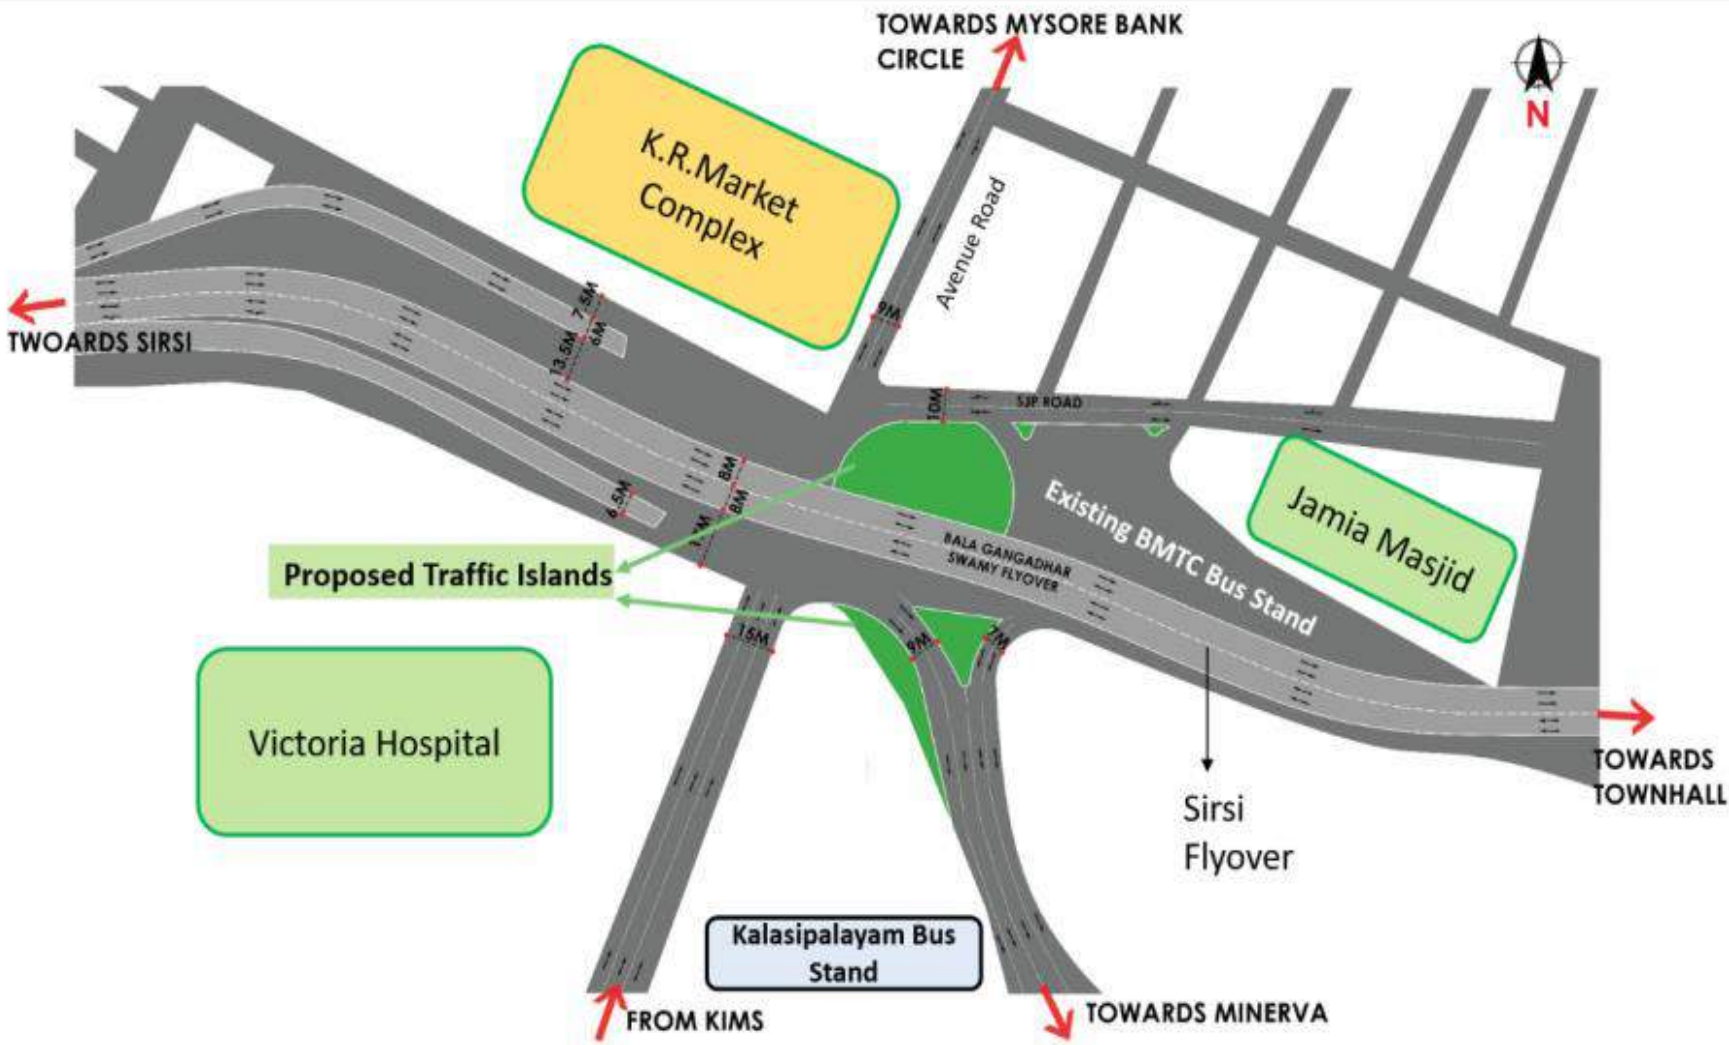 TOWARDS MYSORE BANK
CIRCLE
N
K.R.Market
Complex
Avenue Road
9M
7.5M
6M
13.5M
TWOARDS SIRSI
10M
SJP ROAD
8M
8M
6.5M
Existing BMTC Bus Stand
Jamia Masjid
BALA GANGADHAR
SWAMY FLYOVER
Proposed Traffic Islands
15M
9M
7M
Victoria Hospital
TOWARDS
TOWNHALL
Sirsi
Flyover
Kalasipalayam Bus
Stand
FROM KIMS
TOWARDS MINERVA